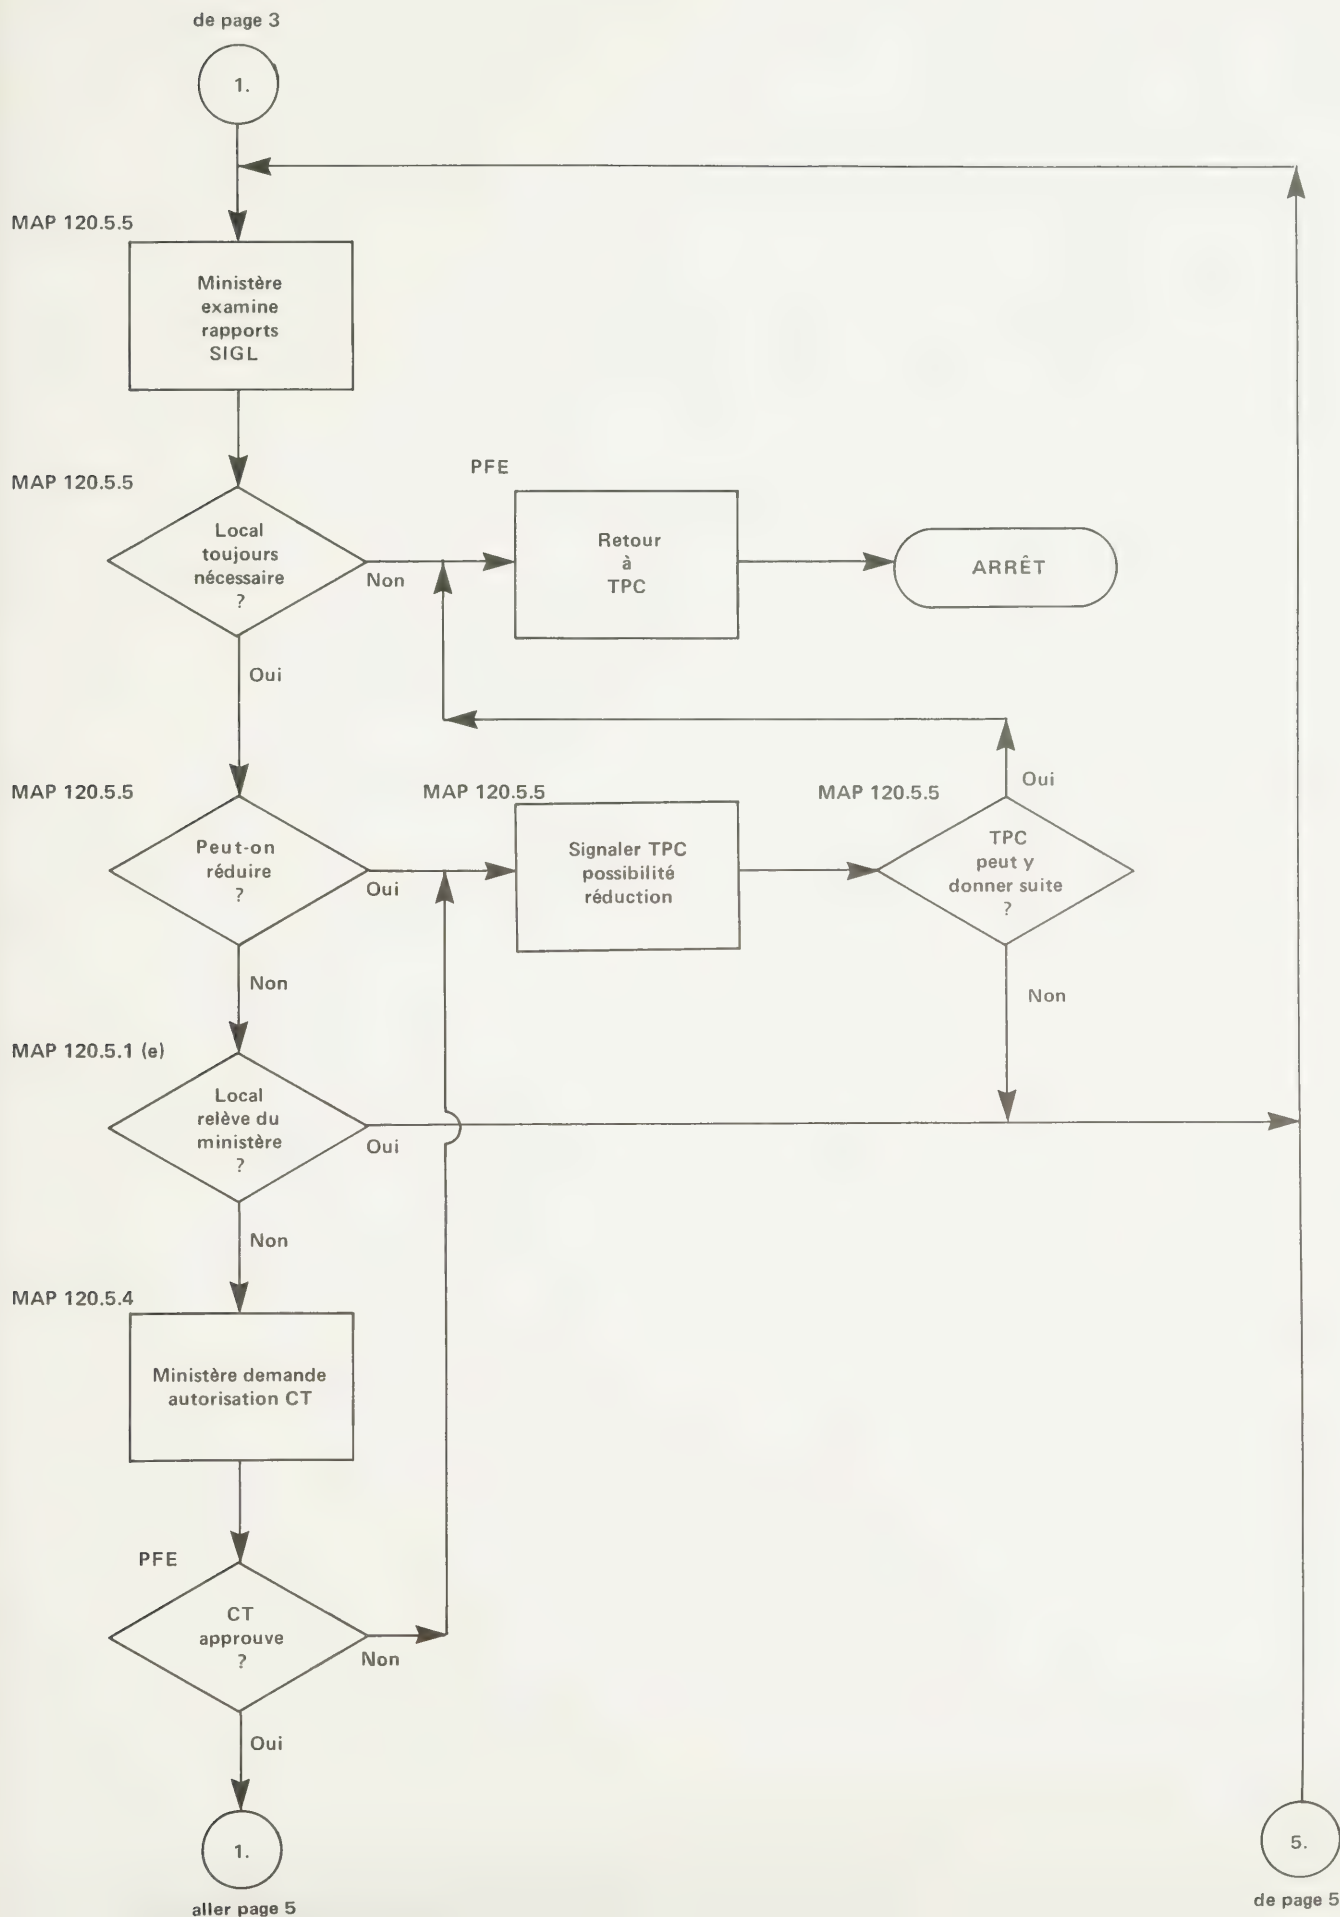 de page 3
1.
MAP 120.5.5
Ministère
examine
rapports
SIGL
MAP 120.5.5
Local
toujours
nécessaire
?
Non
PFE
Retour
à
TPC
ARRÊT
Oui
MAP 120.5.5
Peut-on
réduire
?
Oui
MAP 120.5.5
Signaler TPC
possibilité
réduction
MAP 120.5.5
TPC
peut y
donner suite
?
Oui
Non
Non
MAP 120.5.1 (e)
Local
relève du
ministère
?
Oui
Non
MAP 120.5.4
Ministère demande
autorisation CT
PFE
CT
approuve
?
Non
Oui
1.
aller page 5
5.
de page 5